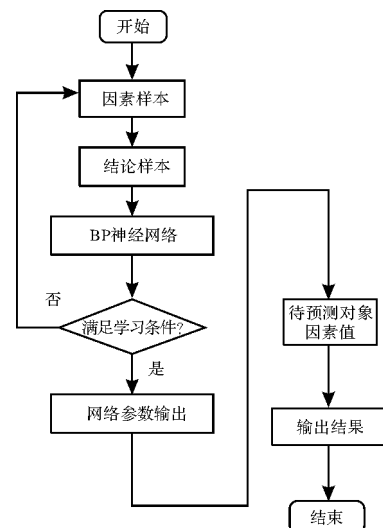 开始
因素样本
结论样本
BP神经网络
满足学习条件?
否
是
网络参数输出
待预测对象
因素值
输出结果
结束